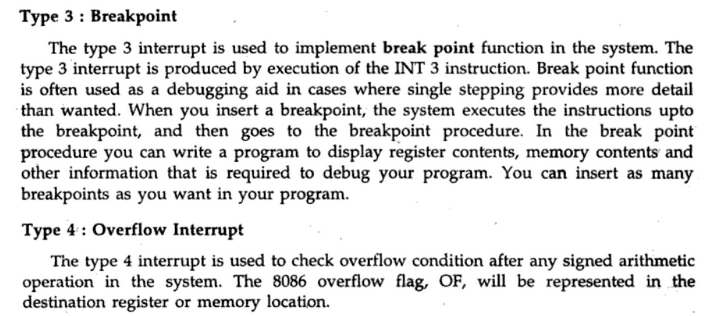 Type 3 : Breakpoint
The type 3 interrupt is used to implement break point function in the system. The
type 3 interrupt is produced by execution of the INT 3 instruction. Break point function
is often used as a debugging aid in cases where single stepping provides more detail
than wanted. When you insert a breakpoint, the system executes the instructions upto
the breakpoint, and then goes to the breakpoint procedure. In the break point
procedure you can write a program to display register contents, memory contents and
other information that is required to debug your program. You can insert as many
breakpoints as you want in your program.
Type 4 : Overflow Interrupt
The type 4 interrupt is used to check overflow condition after any signed arithmetic
operation in the system. The 8086 overflow flag, OF, will be represented in the
destination register or memory location.